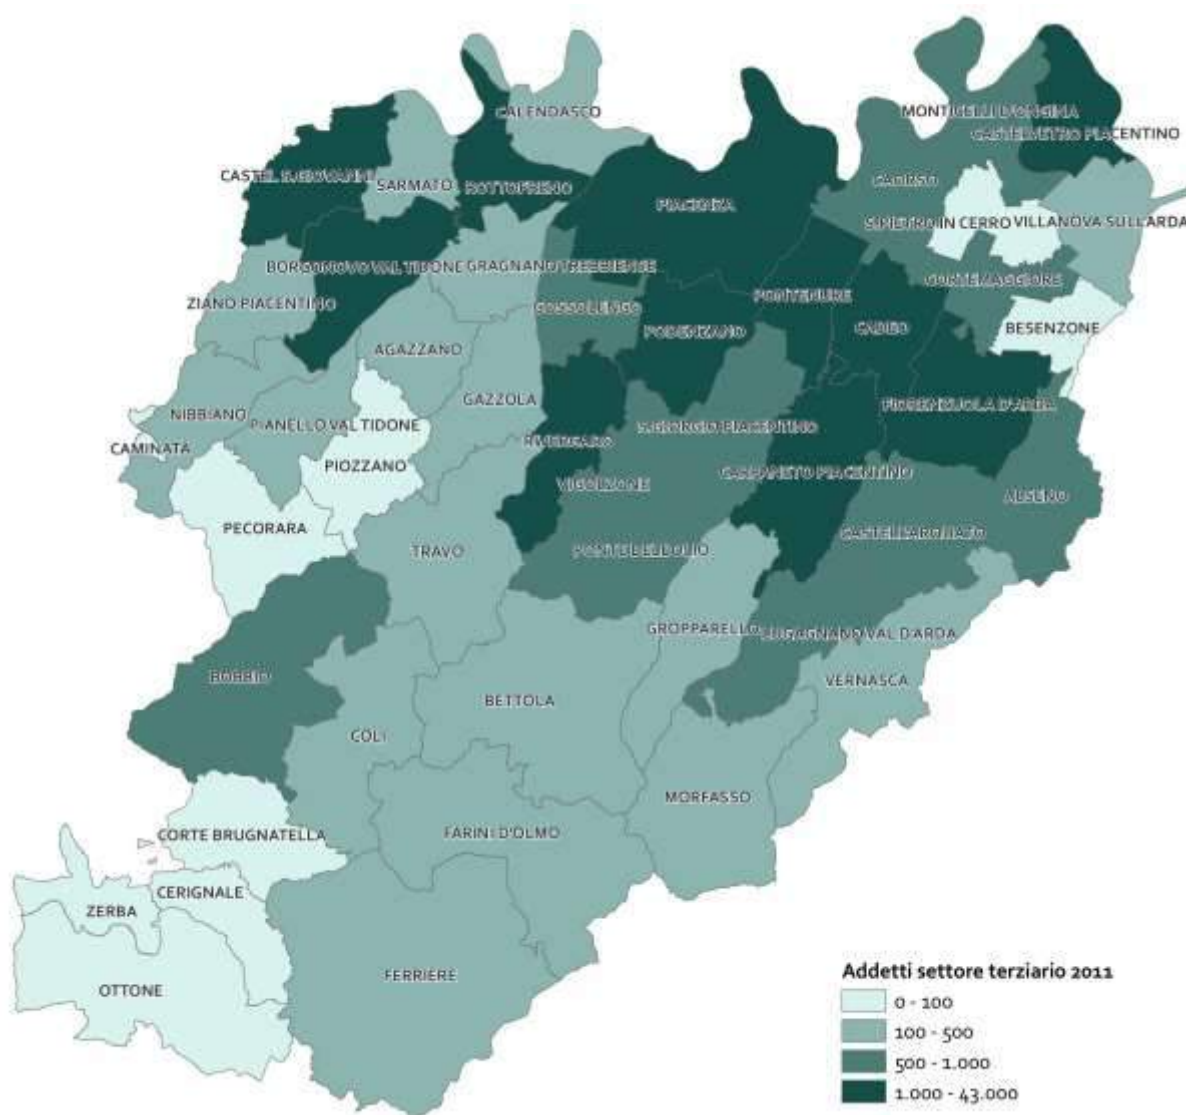 CALENDASCO
MONTICELLI D'ONGINA
CASTELVETRO PIACENTINO
CASTEL S.GIOVANNI
SARMATO
ROTTOFRENO
CAORSO
PIACENZA
S.PIETRO IN CERRO
VILLANOVA SULL'ARDA
BORGONOVO VAL TIDONE
GRAGNANO TREBBIENSE
CORTEMAGGIORE
ZIANO PIACENTINO
GOSSOLENGO
PONTENURE
PODENZANO
CADEO
BESENZONE
AGAZZANO
GAZZOLA
FIORENZUOLA D'ARDA
NIBBIANO
PIANELLO VAL TIDONE
S.GIORGIO PIACENTINO
CAMINATA
RIVERGARO
PIOZZANO
CARPANETO PIACENTINO
VIGOLZONE
ALSENO
PECORARA
CASTELL'ARQUATO
TRAVO
PONTE DELL'OLIO
GROPPARELLO
LUGAGNANO VAL D'ARDA
BOBBIO
VERNASCA
BETTOLA
COLI
MORFASSO
CORTE BRUGNATELLA
FARINI D'OLMO
CERIGNALE
ZERBA
FERRIERE
OTTONE
Addetti settore terziario 2011
0 - 100
100 - 500
500 - 1.000
1.000 - 43.000